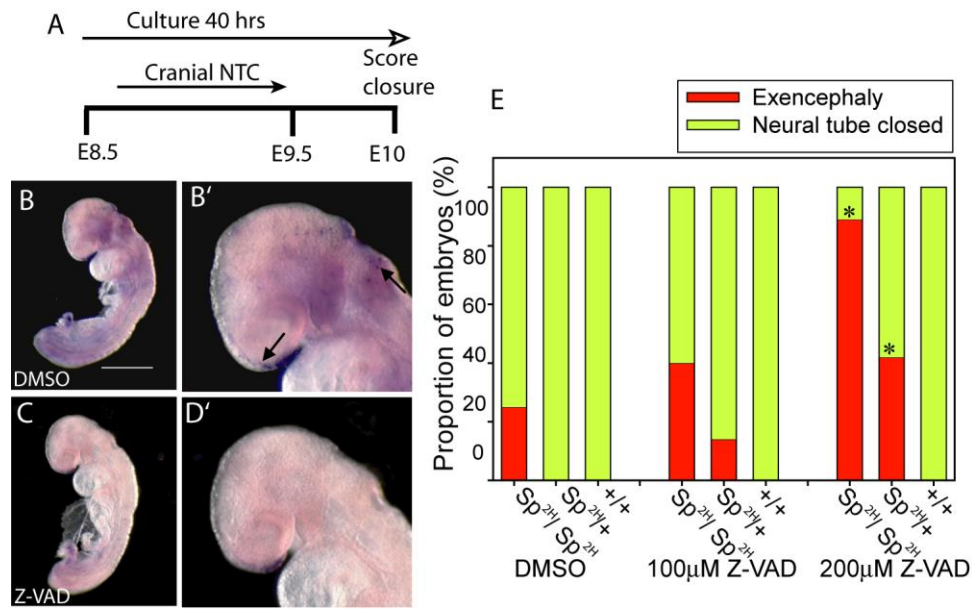 A
Culture 40 hrs
Cranial NTC
Score
closure
E8.5
E9.5
E10
B
DMSO
B'
C
Z-VAD
D'
E
Exencephaly
Neural tube closed
Proportion of embryos (%)
100
80
60
40
20
0
Sp2H/ Sp2H
Sp2H/+
+/+
Sp2H/ Sp2H
Sp2H/+
+/+
Sp2H/ Sp2H
Sp2H/+
+/+
*
*
DMSO
100µM Z-VAD
200µM Z-VAD